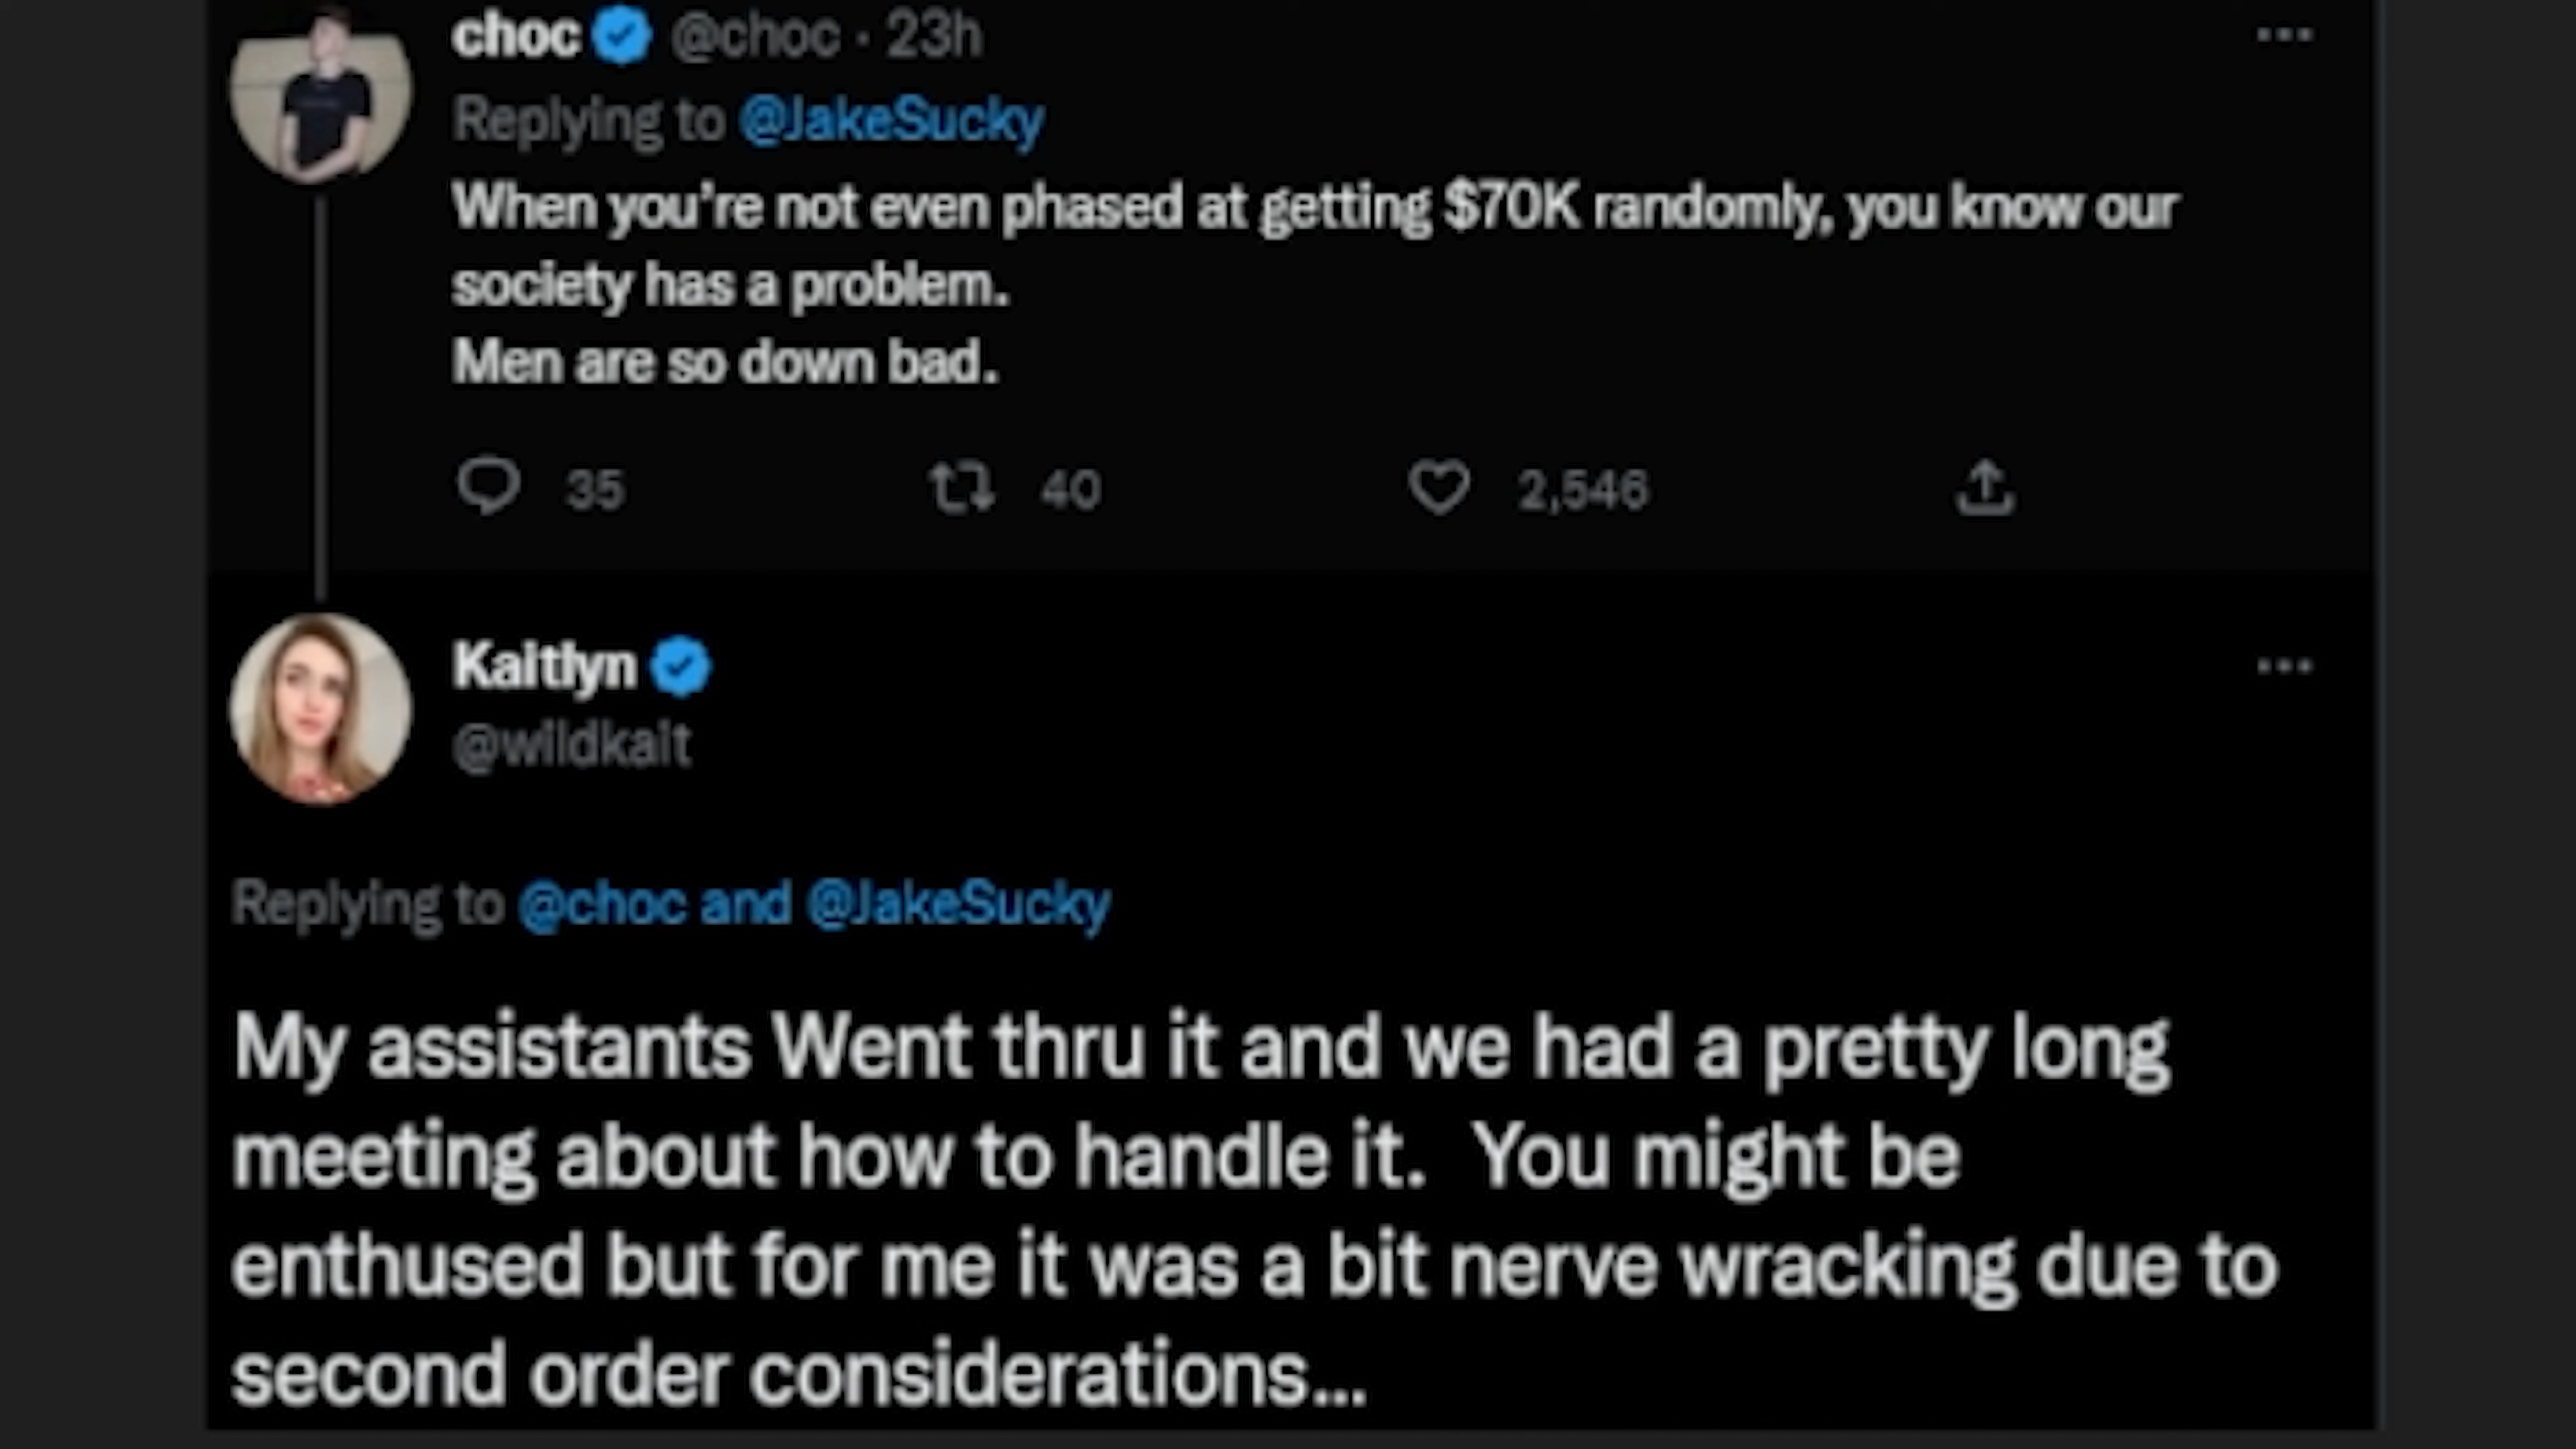 choc @choc · 23h
Replying to @JakeSucky
When you're not even phased at getting $70K randomly, you know our
society has a problem.
Men are so down bad.
35 40 2,546
Kaitlyn
@wildkait
Replying to @choc and @JakeSucky
My assistants Went thru it and we had a pretty long
meeting about how to handle it. You might be
enthused but for me it was a bit nerve wracking due to
second order considerations...